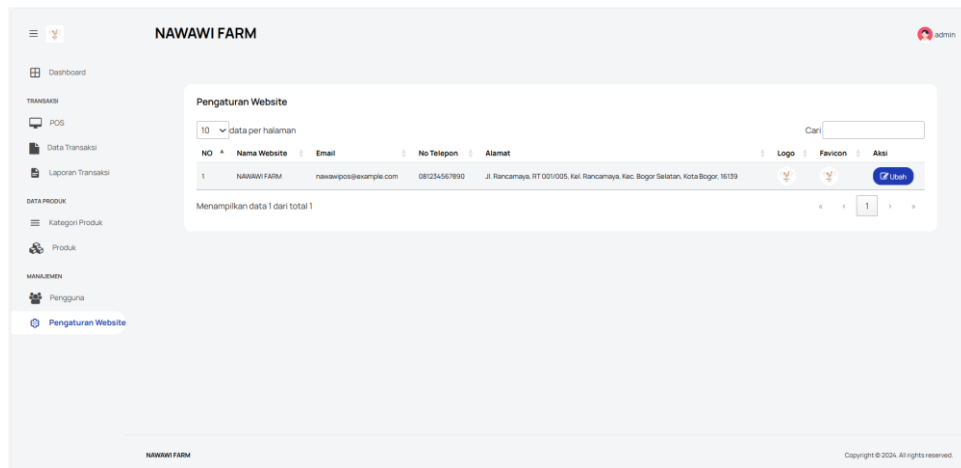 NAWAWI FARM
admin
Dashboard
TRANSAKSI
POS
Data Transaksi
Laporan Transaksi
DATA PRODUK
Kategori Produk
Produk
MANAJEMEN
Pengguna
Pengaturan Website
Pengaturan Website
10 data per halaman
Cari
NO Nama Website Email No Telepon Alamat Logo Favicon Aksi
1 NAWAWI FARM nawawipos@example.com 081234567890 Jl. Rancamaya, RT 001/005, Kel. Rancamaya, Kec. Bogor Selatan, Kota Bogor, 16139 Ubah
Menampilkan data 1 dari total 1
« ‹ 1 › »
NAWAWI FARM
Copyright © 2024. All rights reserved.